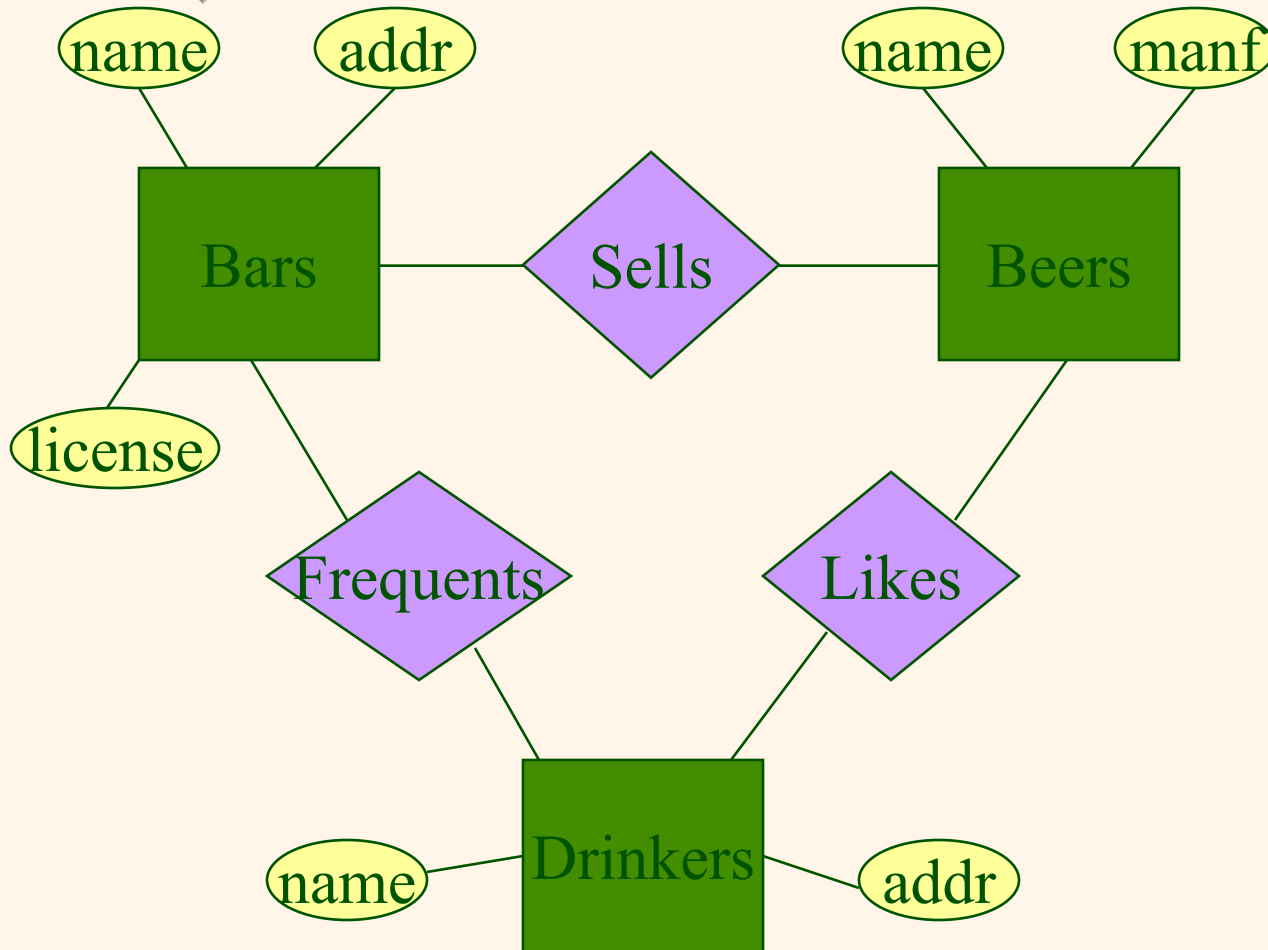 name
addr
name
manf
Bars
Sells
Beers
license
Frequents
Likes
Drinkers
name
addr